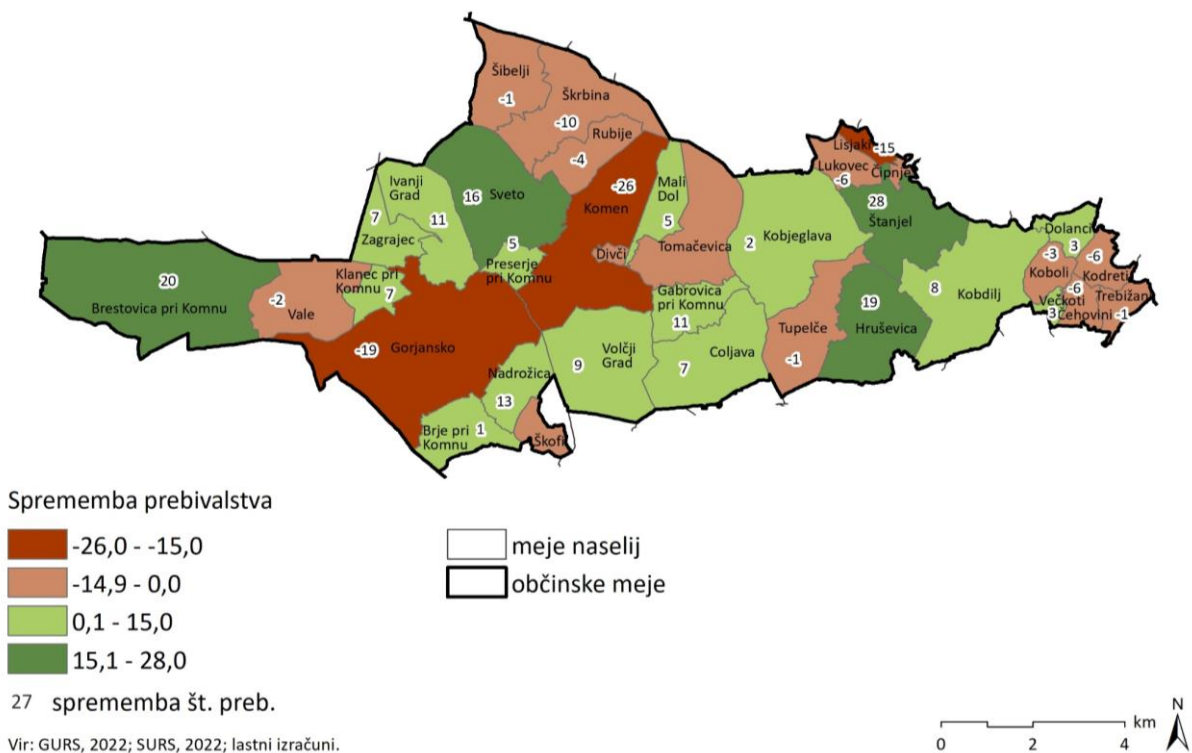 Šibelji
-1
Škrbina
-10
Rubije
-4
Lisjaki
-15
Lukovec
-6
Čipnje
Ivanji
Grad
11
7
Zagrajec
16
Sveto
-26
Komen
Mali
Dol
5
28
Štanjel
Dolanci
3
2
Kobjeglava
5
Preserje
pri Komnu
Divči
Tomačevica
-3
Koboli
-6
Kodreti
20
Brestovica pri Komnu
-2
Vale
Klanec pri
Komnu
7
Gabrovica
pri Komnu
11
8
Kobdilj
-6
Večkoti
3
Čehovini
Trebižan
-1
19
Hruševica
Tupelče
-1
-19
Gorjansko
9
Volčji
Grad
7
Coljava
Nadrožica
13
Brje pri
Komnu
1
Škofi
Sprememba prebivalstva
-26,0 - -15,0
-14,9 - 0,0
0,1 - 15,0
15,1 - 28,0
27 sprememba št. preb.
meje naselij
občinske meje
Vir: GURS, 2022; SURS, 2022; lastni izračuni.
km
0 2 4
N